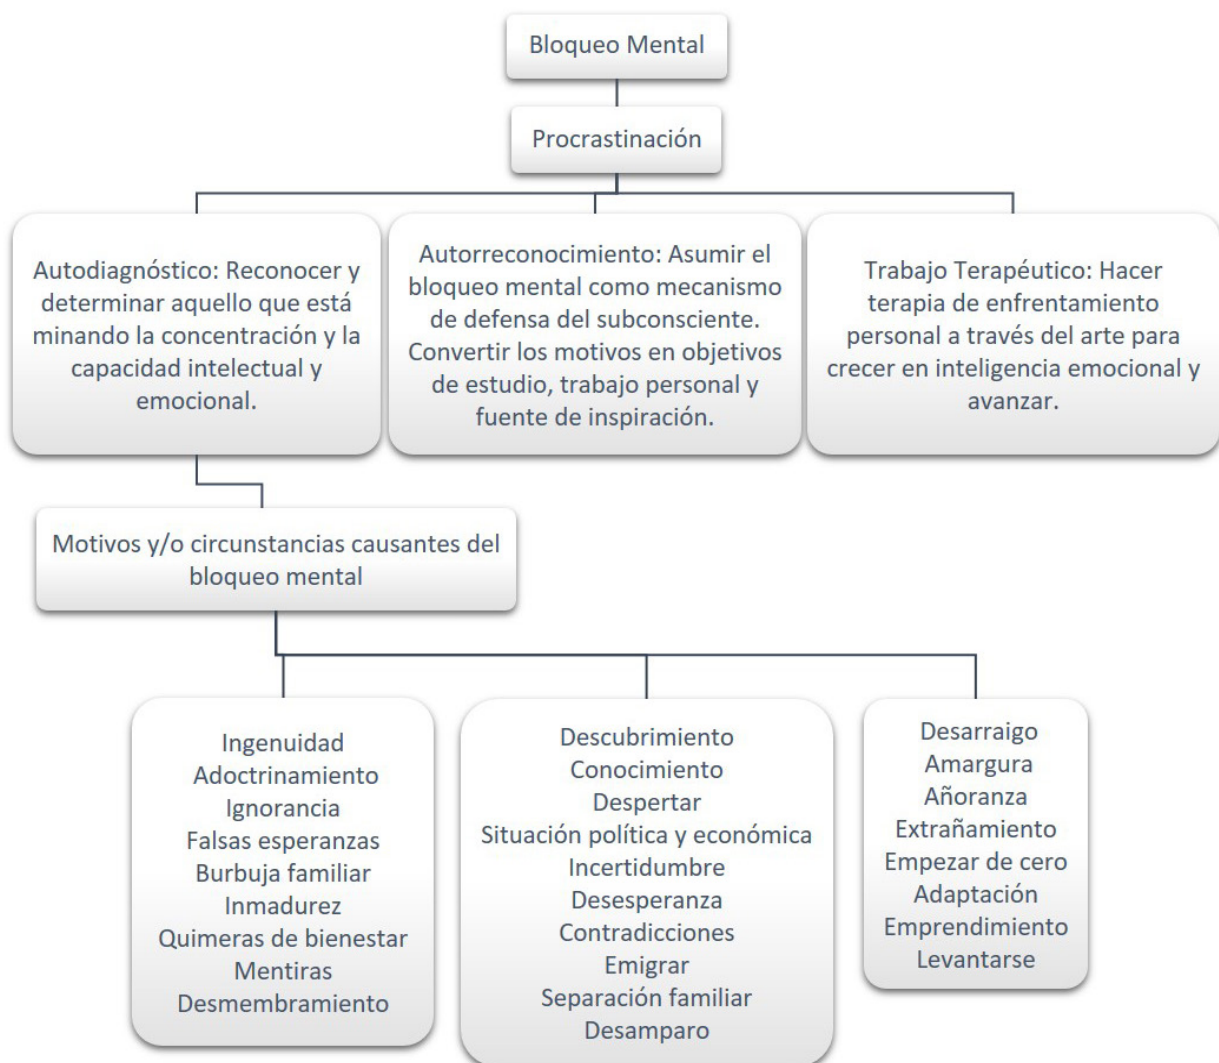 Bloqueo Mental
Procrastinación
Autodiagnóstico: Reconocer y
determinar aquello que está
minando la concentración y la
capacidad intelectual y
emocional.
Autorreconocimiento: Asumir el
bloqueo mental como mecanismo
de defensa del subconsciente.
Convertir los motivos en objetivos
de estudio, trabajo personal y
fuente de inspiración.
Trabajo Terapéutico: Hacer
terapia de enfrentamiento
personal a través del arte para
crecer en inteligencia emocional y
avanzar.
Motivos y/o circunstancias causantes del
bloqueo mental
Ingenuidad
Adoctrinamiento
Ignorancia
Falsas esperanzas
Burbuja familiar
Inmadurez
Quimeras de bienestar
Mentiras
Desmembramiento
Descubrimiento
Conocimiento
Despertar
Situación política y económica
Incertidumbre
Desesperanza
Contradicciones
Emigrar
Separación familiar
Desamparo
Desarraigo
Amargura
Añoranza
Extrañamiento
Empezar de cero
Adaptación
Emprendimiento
Levantarse